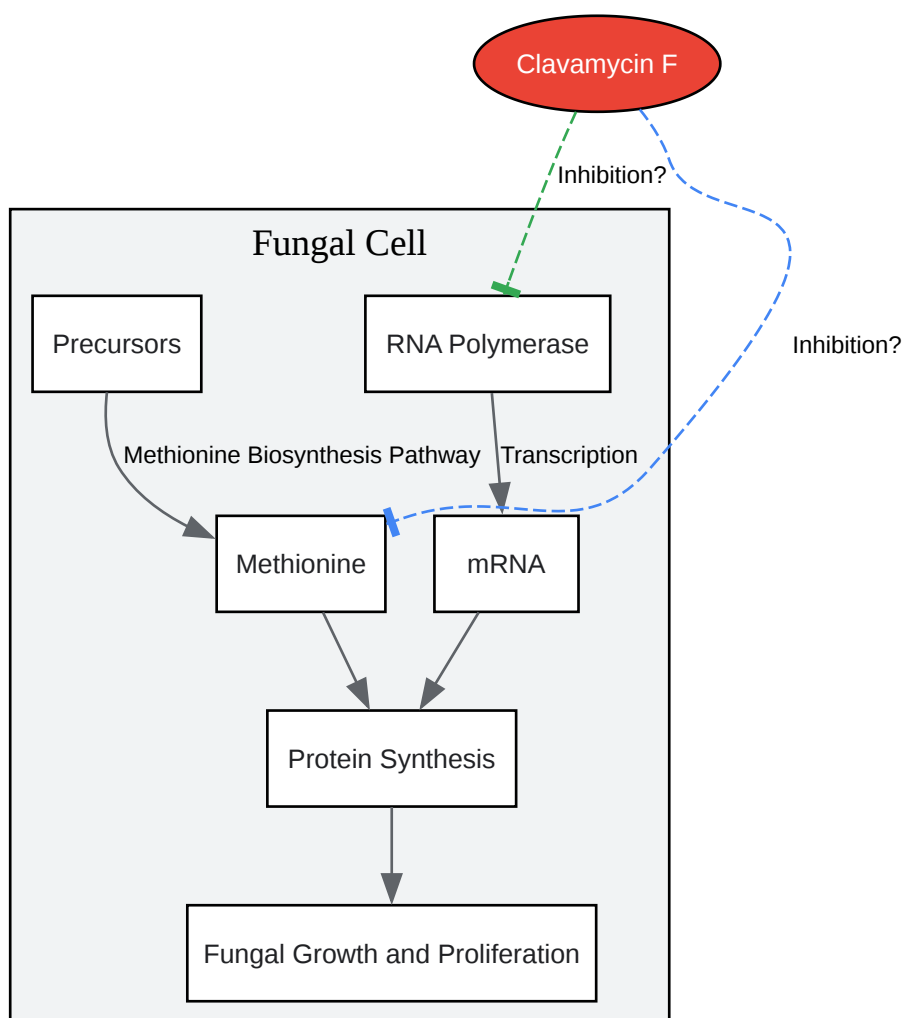 Clavamycin F
Inhibition?
Fungal Cell
Precursors
RNA Polymerase
Inhibition?
Methionine Biosynthesis Pathway
Transcription
Methionine
mRNA
Protein Synthesis
Fungal Growth and Proliferation